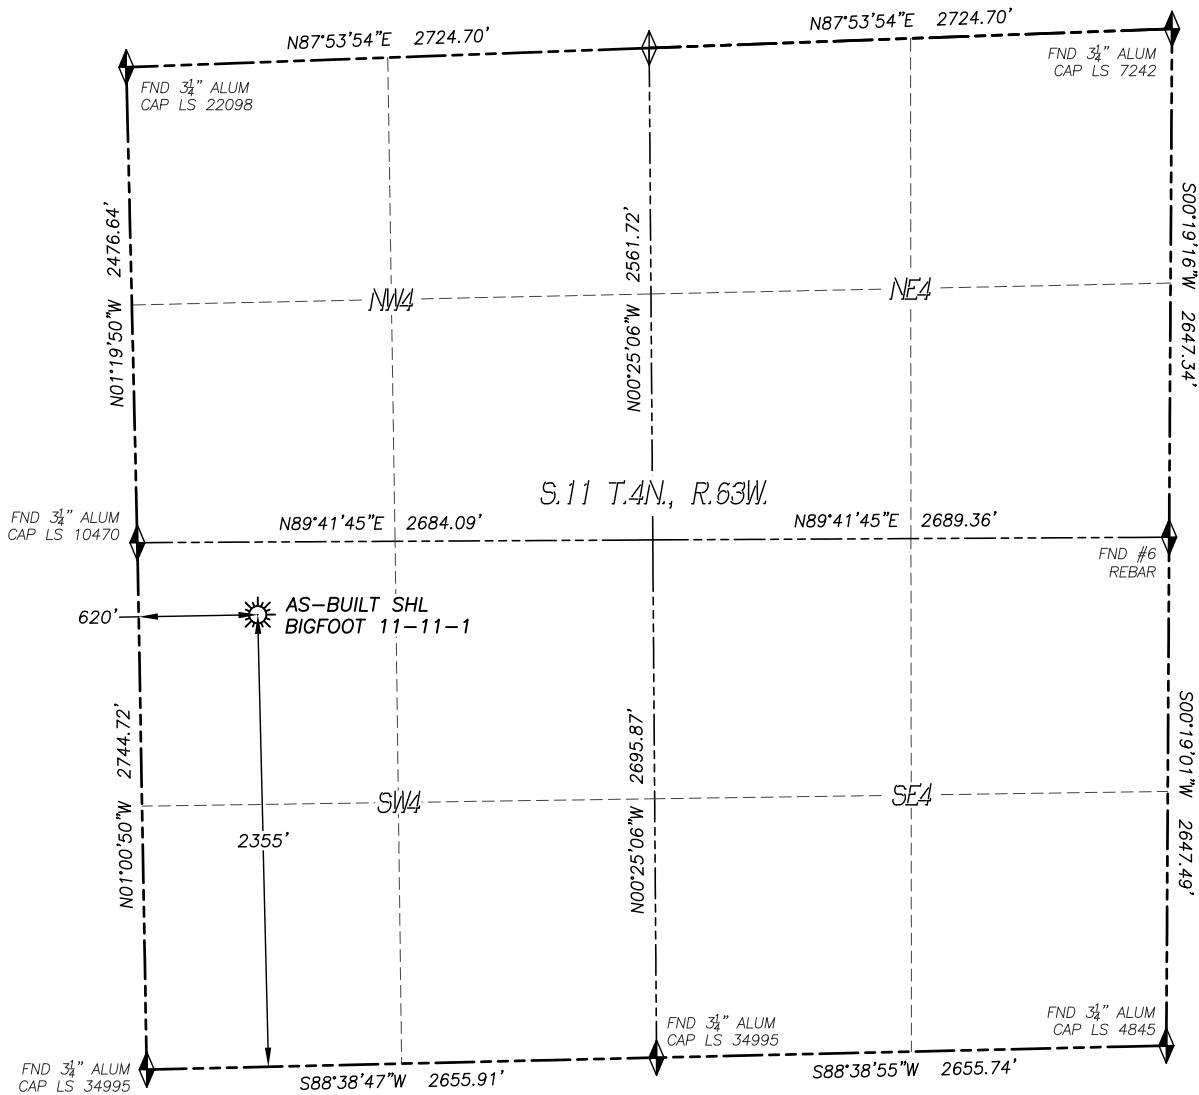 N87°53'54"E 2724.70'
N87°53'54"E 2724.70'
FND 3¼" ALUM
CAP LS 22098
FND 3¼" ALUM
CAP LS 7242
N01°19'50"W 2476.64'
N00°25'06"W 2561.72'
S00°19'16"W 2647.34'
NW4
NE4
S.11 T.4N., R.63W.
FND 3¼" ALUM
CAP LS 10470
N89°41'45"E 2684.09'
N89°41'45"E 2689.36'
FND #6
REBAR
620'
AS-BUILT SHL
BIGFOOT 11-11-1
N01°00'50"W 2744.72'
N00°25'06"W 2695.87'
S00°19'01"W 2647.49'
SW4
SE4
2355'
FND 3¼" ALUM
CAP LS 34995
FND 3¼" ALUM
CAP LS 34995
FND 3¼" ALUM
CAP LS 4845
S88°38'47"W 2655.91'
S88°38'55"W 2655.74'